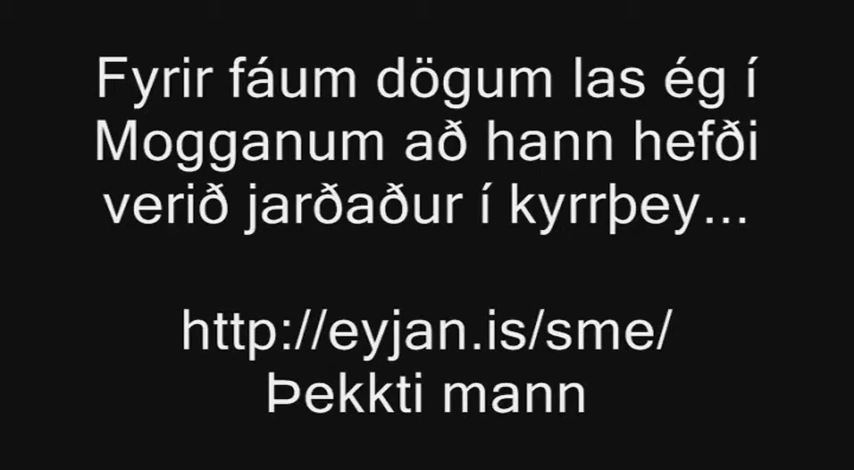 Fyrir fáum dögum las ég í
Mogganum að hann hefði
verið jarðaður í kyrrþey...
http://eyjan.is/sme/
Þekkti mann